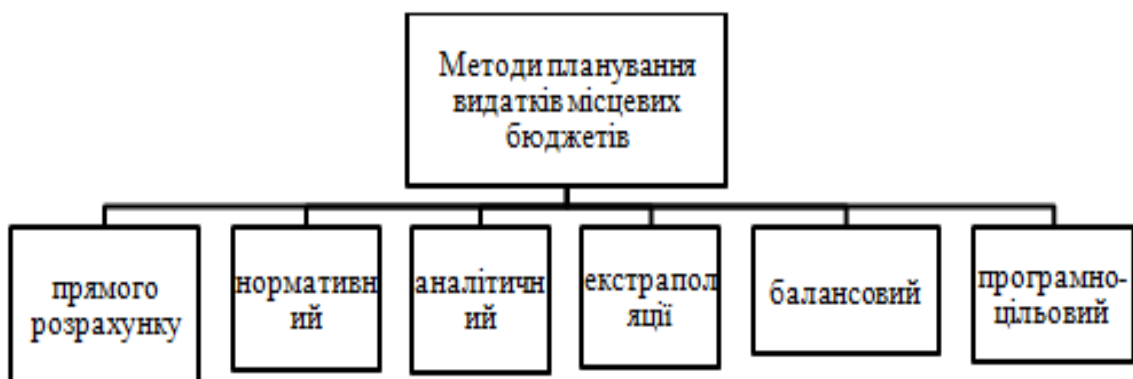 Методи планування
видатків місцевих
бюджетів
прямого
розрахунку
нормативн
ий
аналітичн
ий
екстрапол
яції
балансовий
програмно-
цільовий